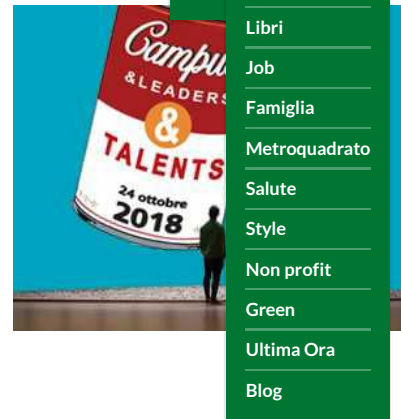 Campu
& LEADERS
&
TALENTS
24 ottobre
2018
Libri
Job
Famiglia
Metroquadrato
Salute
Style
Non profit
Green
Ultima Ora
Blog